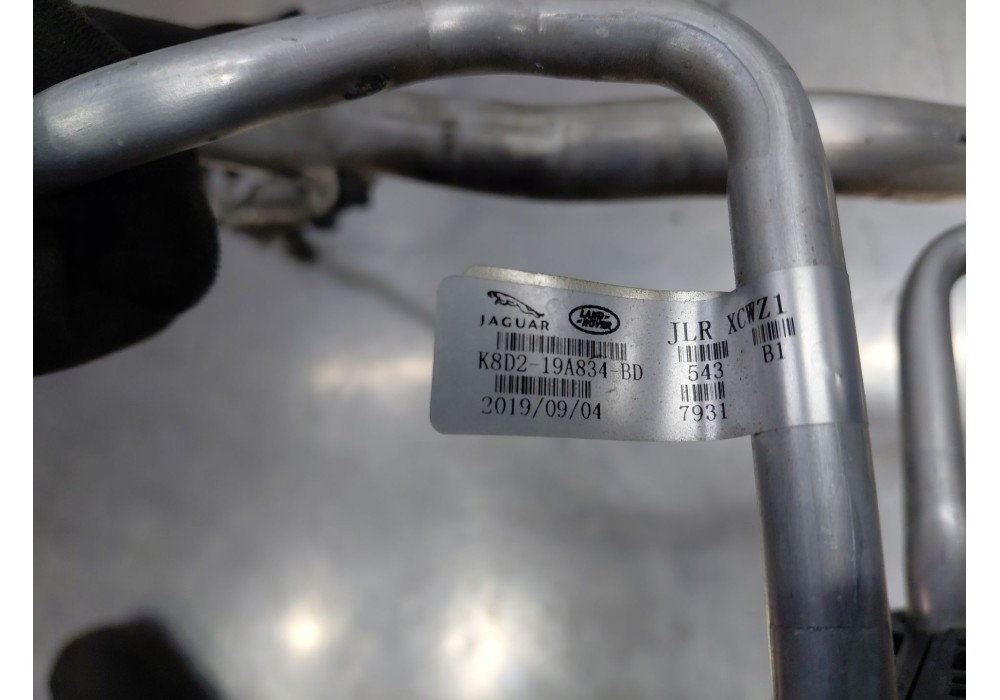 JAGUAR
LAND-
-ROVER
K8D2-19A834-BD
2019/09/04
JLR XCWZ1
543
B1
7931